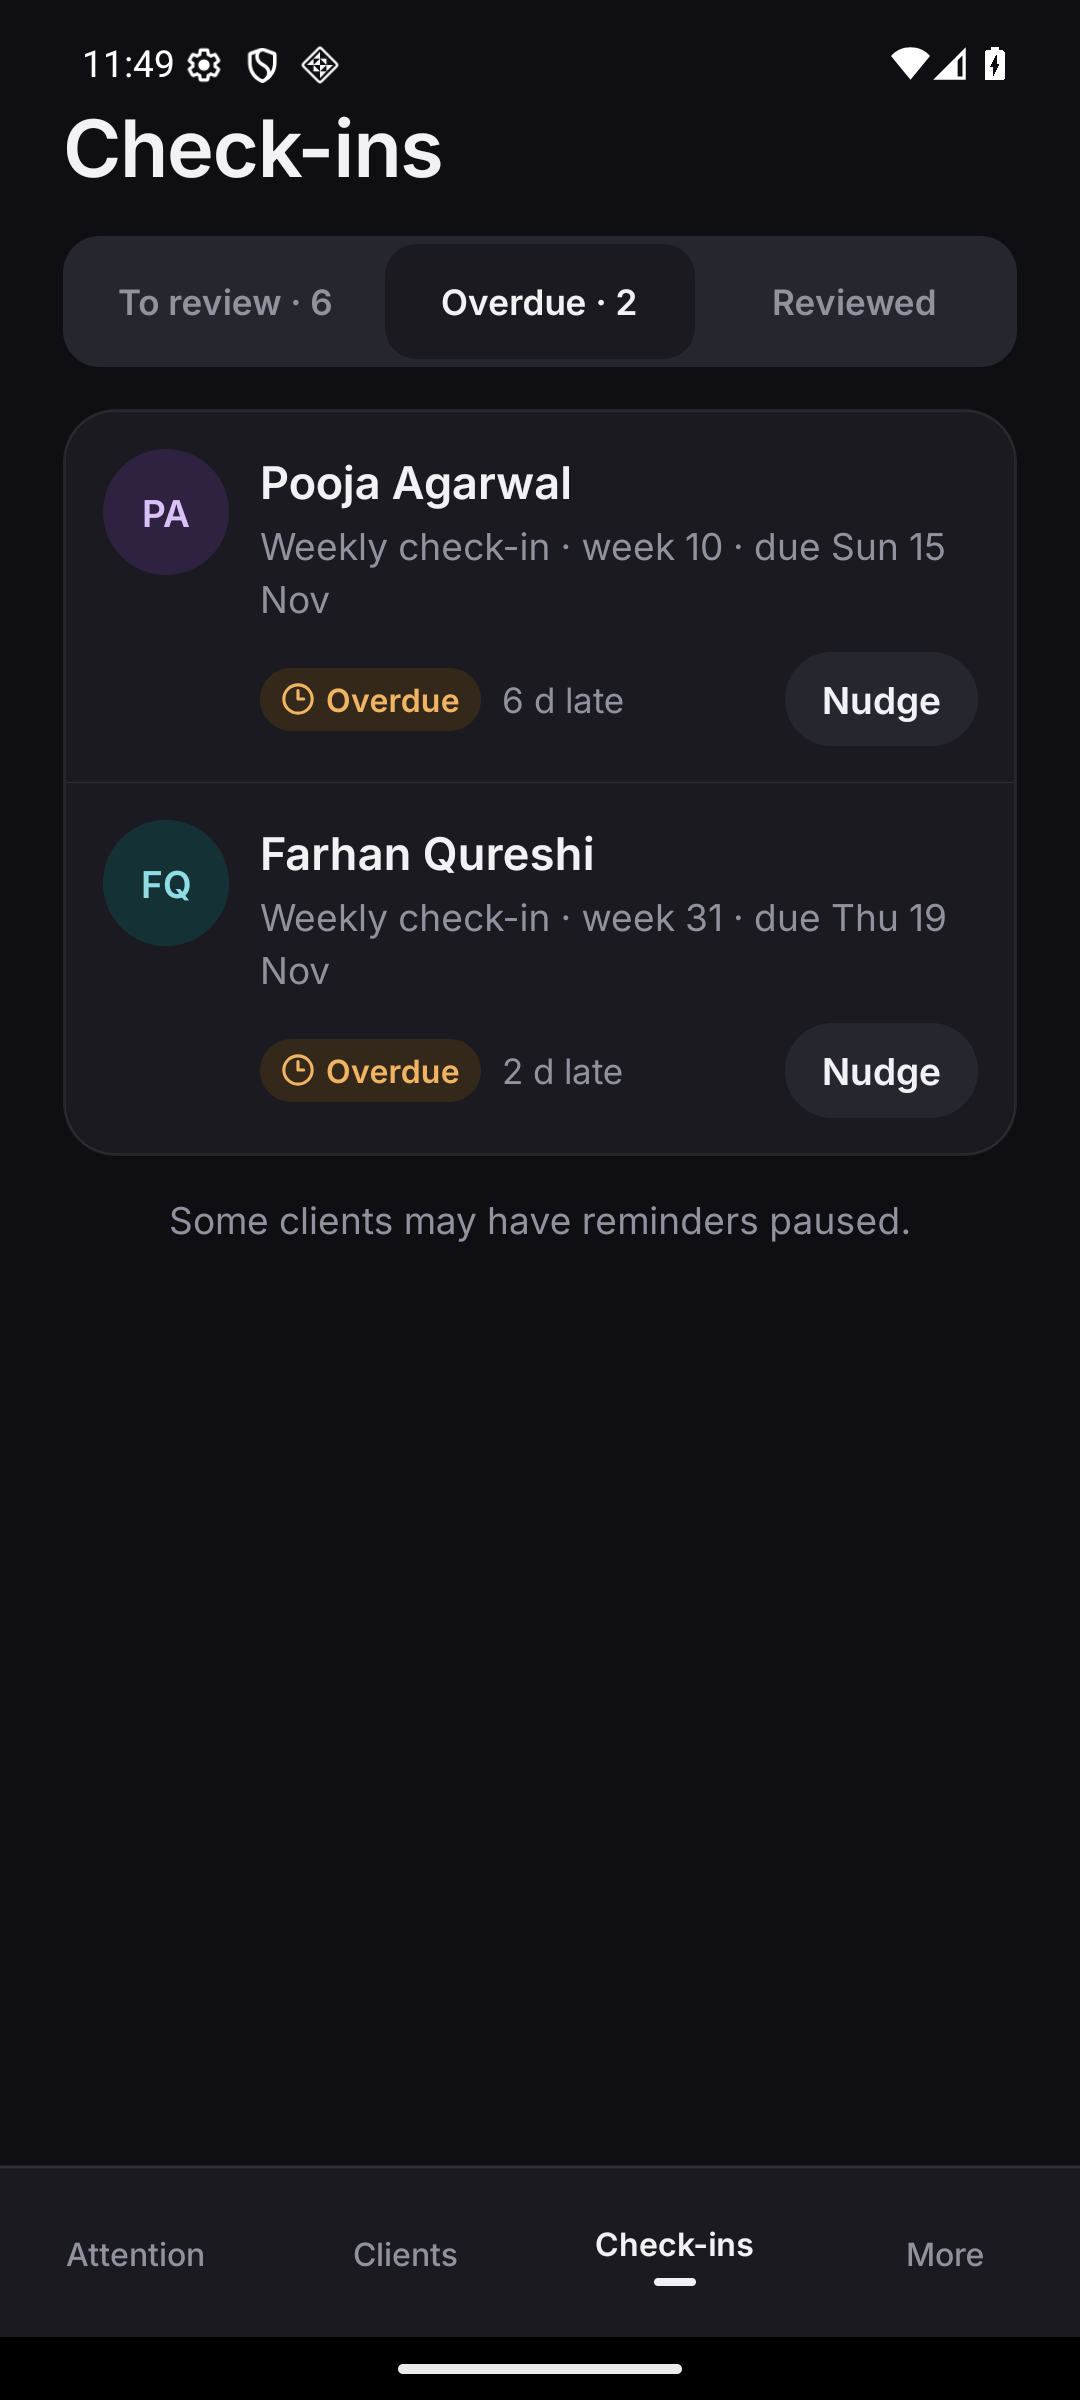 11:49
Check-ins
To review · 6
Overdue · 2
Reviewed
PA
Pooja Agarwal
Weekly check-in · week 10 · due Sun 15
Nov
Overdue
6 d late
Nudge
FQ
Farhan Qureshi
Weekly check-in · week 31 · due Thu 19
Nov
Overdue
2 d late
Nudge
Some clients may have reminders paused.
Attention
Clients
Check-ins
More